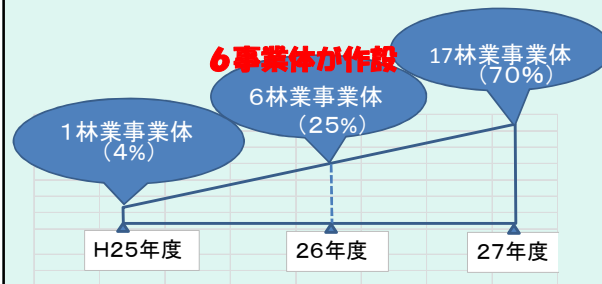 6事業体が作設
17林業事業体
(70%)
6林業事業体
(25%)
1林業事業体
(4%)
H25年度
26年度
27年度